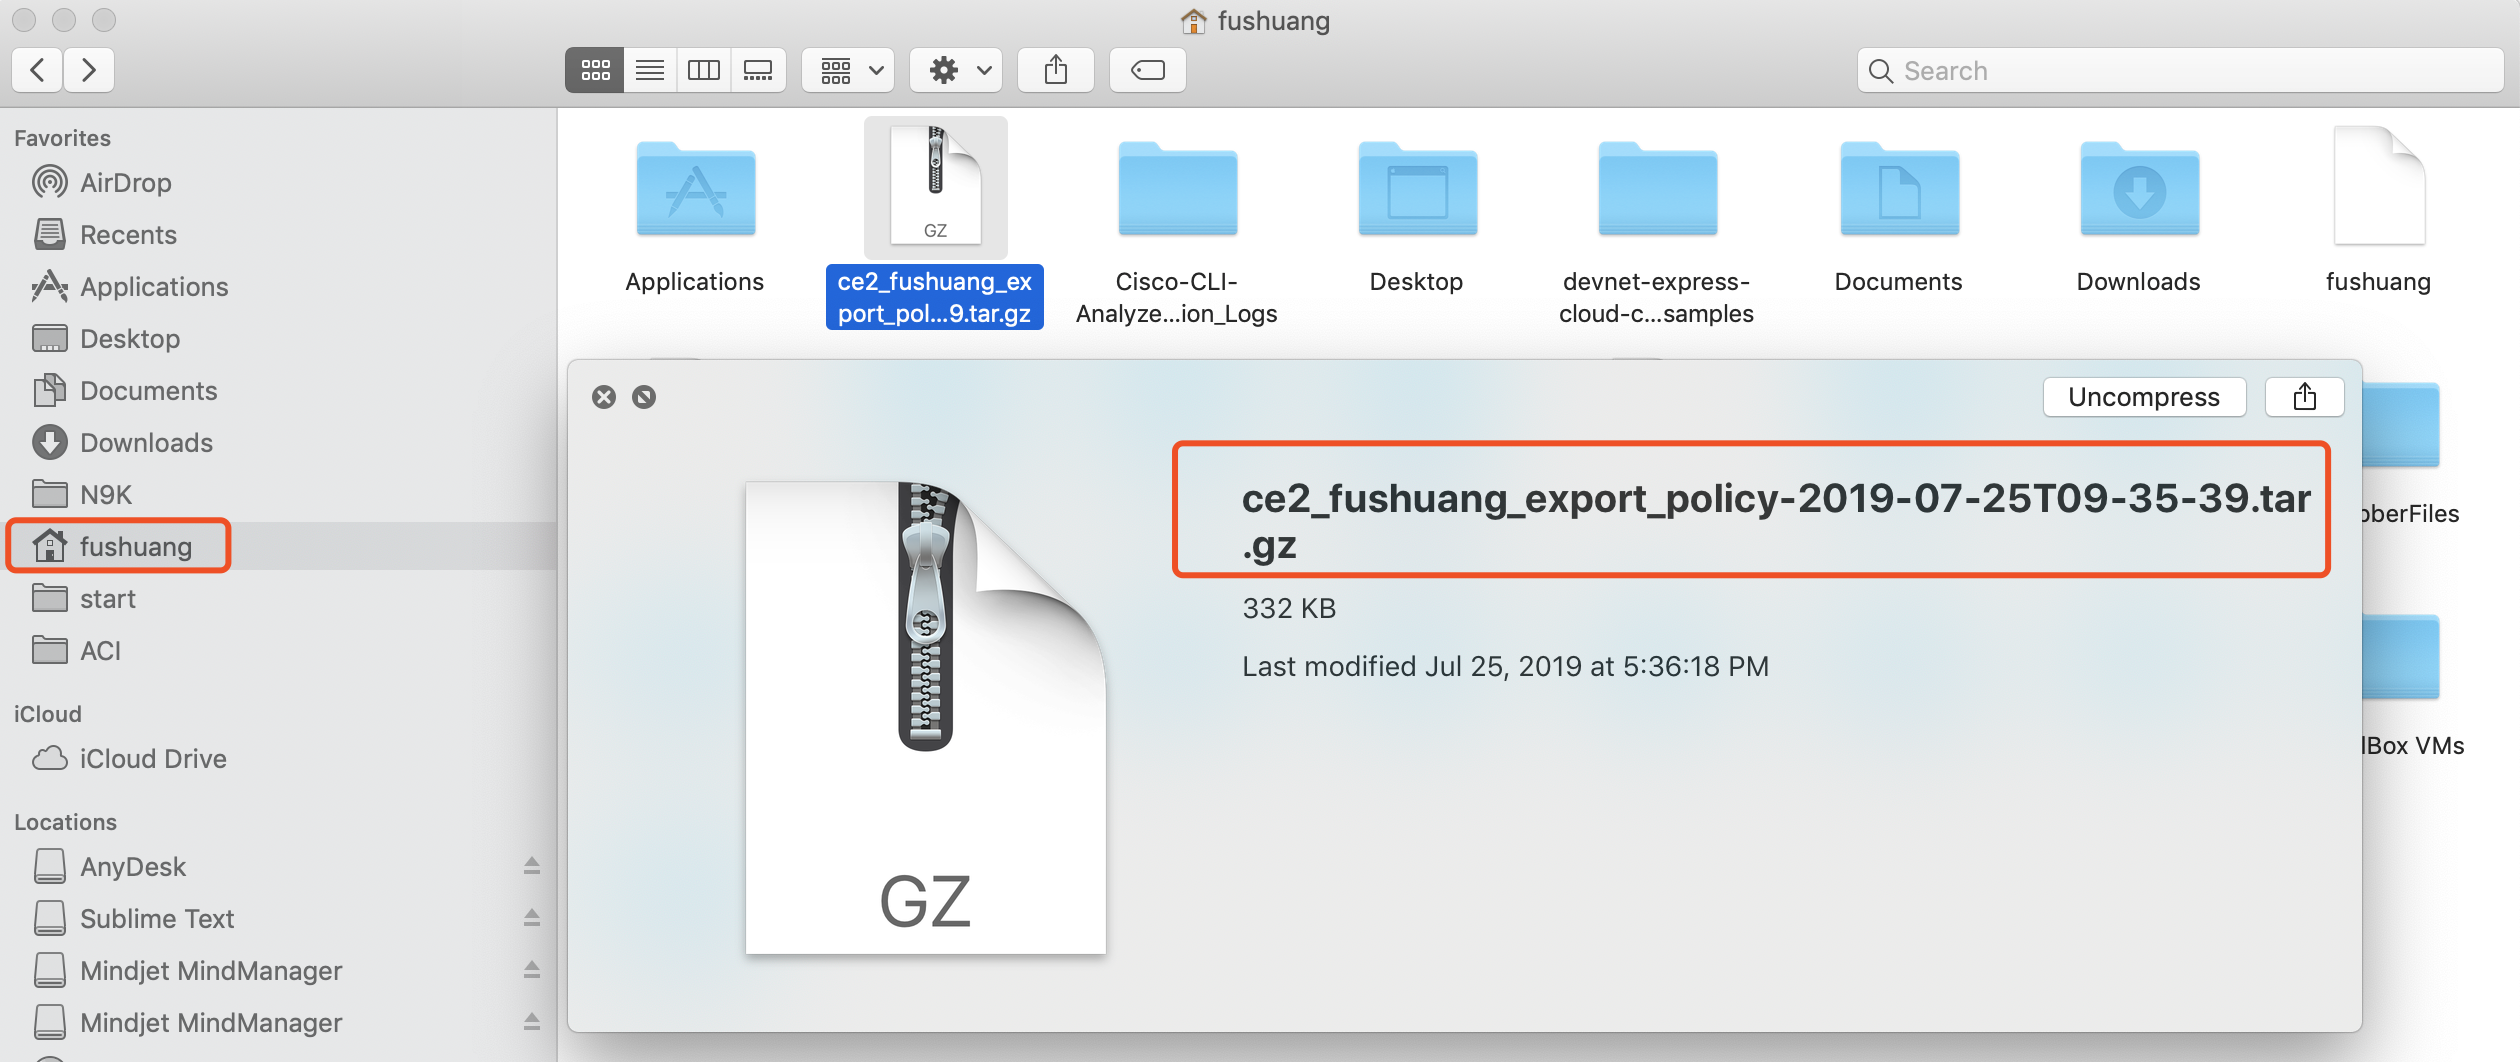 fushuang
Search
Favorites
AirDrop
Recents
Applications
Desktop
Documents
Downloads
N9K
fushuang
start
ACI
iCloud
iCloud Drive
Locations
AnyDesk
Sublime Text
Mindjet MindManager
Mindjet MindManager
GZ
Applications
ce2_fushuang_ex
port_pol...9.tar.gz
Cisco-CLI-
Analyze...ion_Logs
Desktop
devnet-express-
cloud-c...samples
Documents
Downloads
fushuang
Uncompress
ce2_fushuang_export_policy-2019-07-25T09-35-39.tar
.gz
332 KB
Last modified Jul 25, 2019 at 5:36:18 PM
GZ
bberFiles
lBox VMs